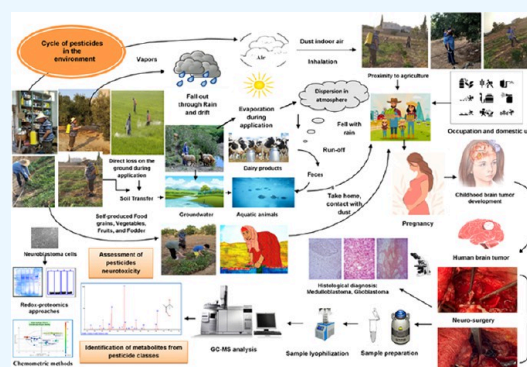 Cycle of pesticides in
the environment
Vapors
Air
Dust indoor air
Inhalation
Proximity to agriculture
Fall-out
through Rain
and drift
Evaporation
during
application
Dispersion in
atmosphere
Fell with
rain
Run-off
Occupation and domestic u
Direct loss on the
ground during
application
Soil Transfer
Dairy products
Feces
Groundwater
Aquatic animals
Take home,
contact with
dust
Pregnancy
Childhood brain tumor
development
Self-produced Food
grains, Vegetables,
Fruits, and Fodder
Neuroblastoma cells
Assessment of
pesticides
neurotoxicity
Human brain tumor
Histological diagnosis:
Medulloblastoma, Glioblastoma
Redox-proteomics
approaches
Neuro-surgery
Identification of metabolites from
pesticide classes
GC-MS analysis
Sample lyophilization
Sample preparation
Chemometric methods